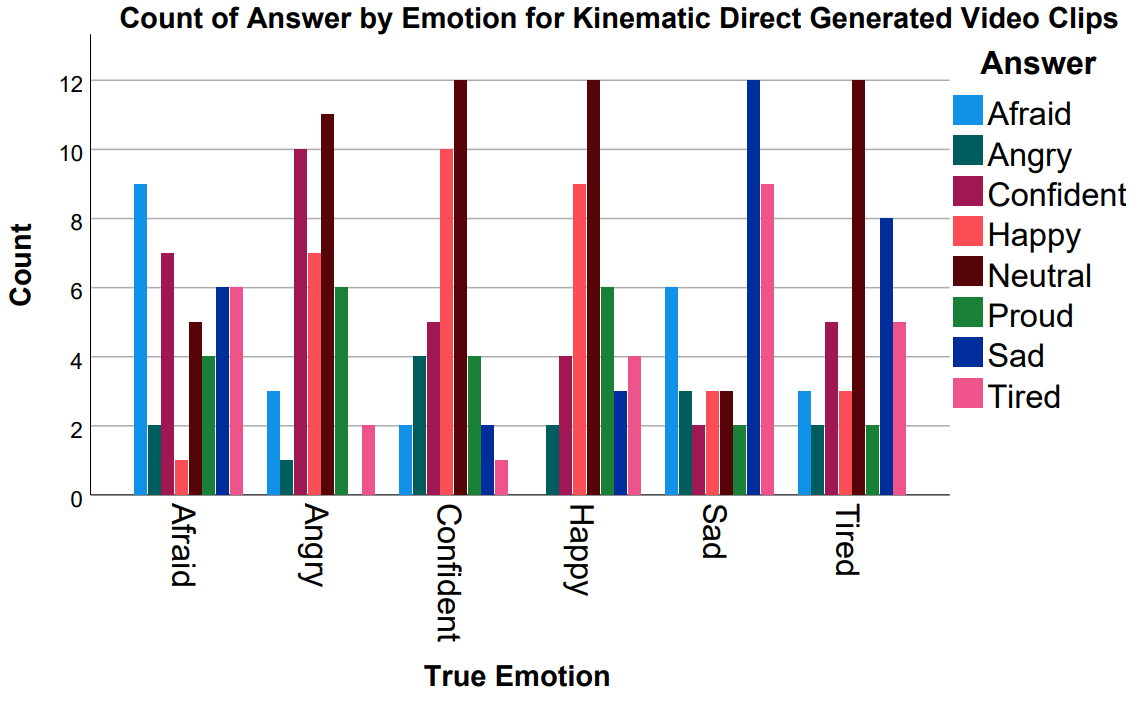 Count of Answer by Emotion for Kinematic Direct Generated Video Clips
Answer
Afraid
Angry
Confident
Happy
Neutral
Proud
Sad
Tired
Count
12
10
8
6
4
2
0
Afraid
Angry
Confident
Happy
Sad
Tired
True Emotion